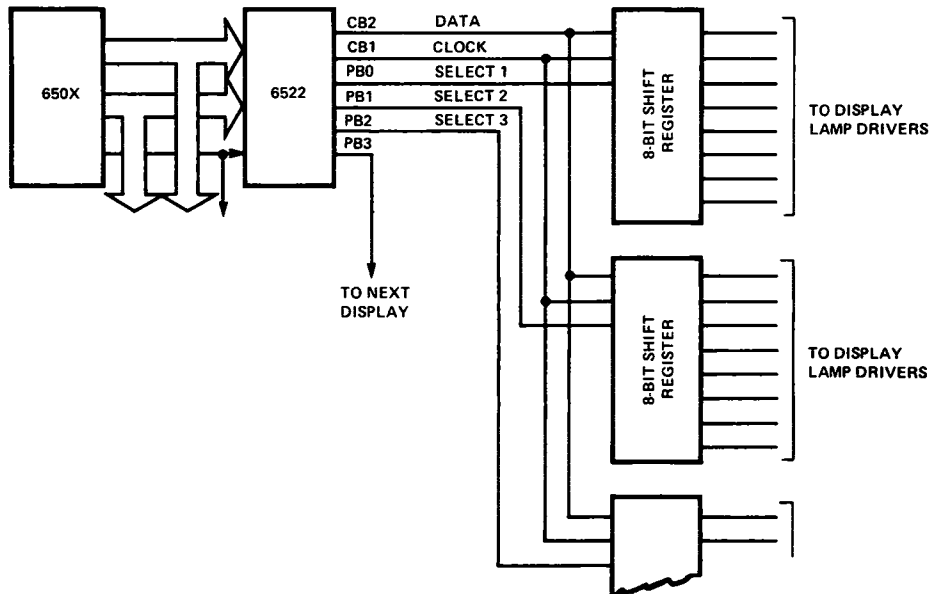 650X
6522
CB2 DATA
CB1 CLOCK
PB0 SELECT 1
PB1 SELECT 2
PB2 SELECT 3
PB3
TO NEXT
DISPLAY
8-BIT SHIFT
REGISTER
TO DISPLAY
LAMP DRIVERS
8-BIT SHIFT
REGISTER
TO DISPLAY
LAMP DRIVERS